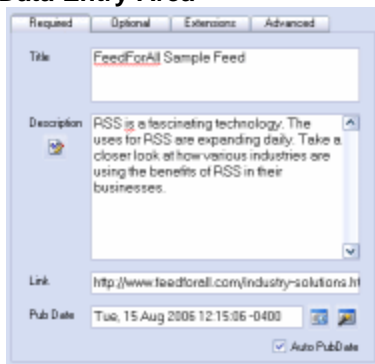 Data Entry Area
Required Optional Extensions Advanced
Title FeedForAll Sample Feed
Description RSS is a fascinating technology. The
uses for RSS are expanding daily. Take a
closer look at how various industries are
using the benefits of RSS in their
businesses.
Link http://www.feedforall.com/industry-solutions.ht
Pub Date Tue, 15 Aug 2006 12:15:06 -0400
Auto PubDate